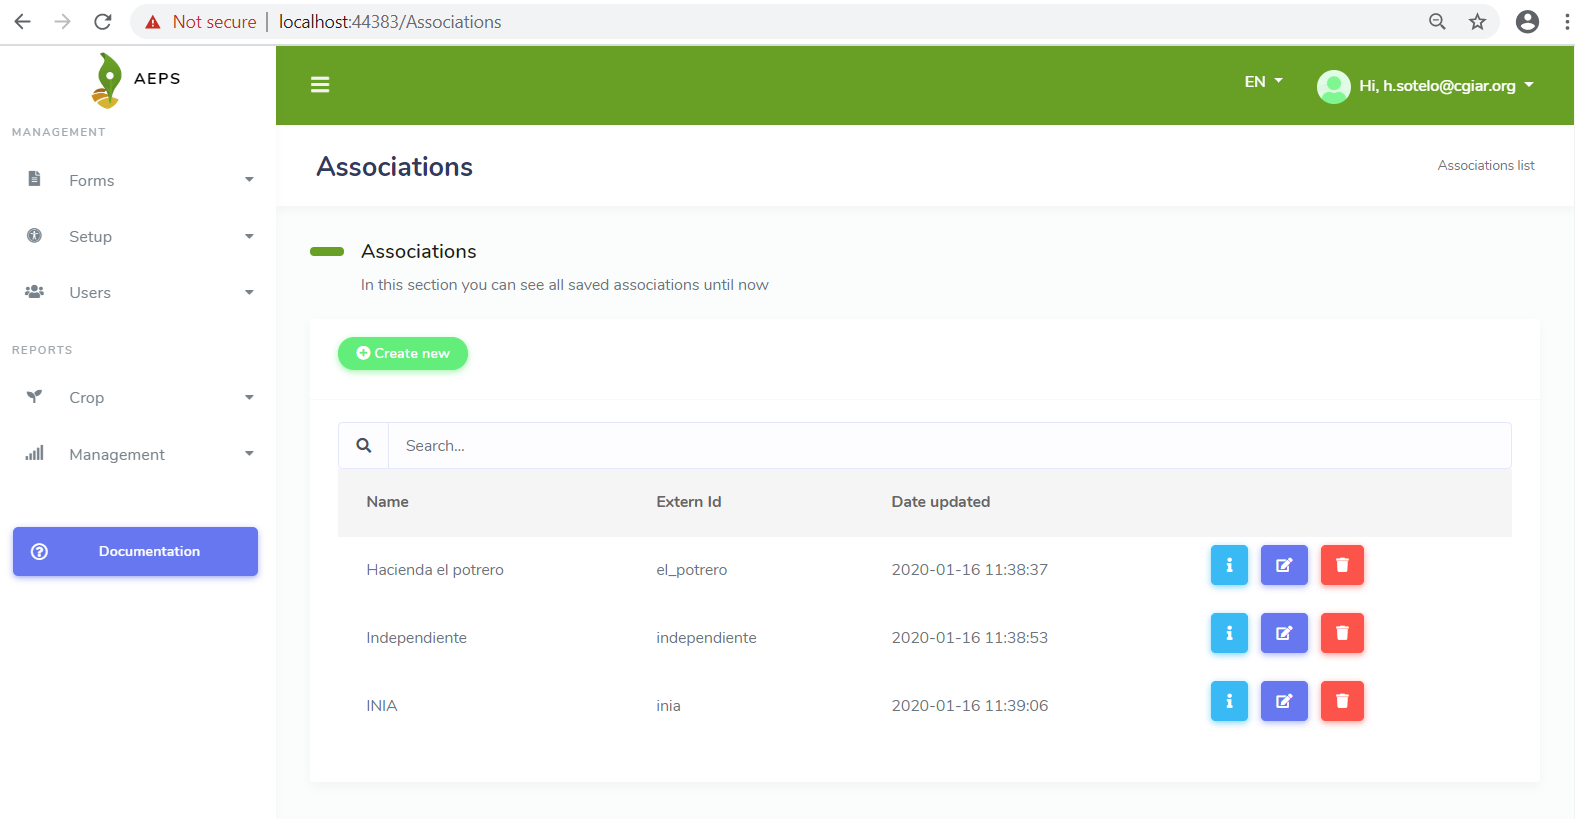 Not secure | localhost:44383/Associations
AEPS
EN
Hi, h.sotelo@cgiar.org
MANAGEMENT
Forms
Setup
Users
REPORTS
Crop
Management
Documentation
Associations
Associations list
Associations
In this section you can see all saved associations until now
Create new
Search...
Name Extern Id Date updated
Hacienda el potrero el_potrero 2020-01-16 11:38:37
Independiente independiente 2020-01-16 11:38:53
INIA inia 2020-01-16 11:39:06